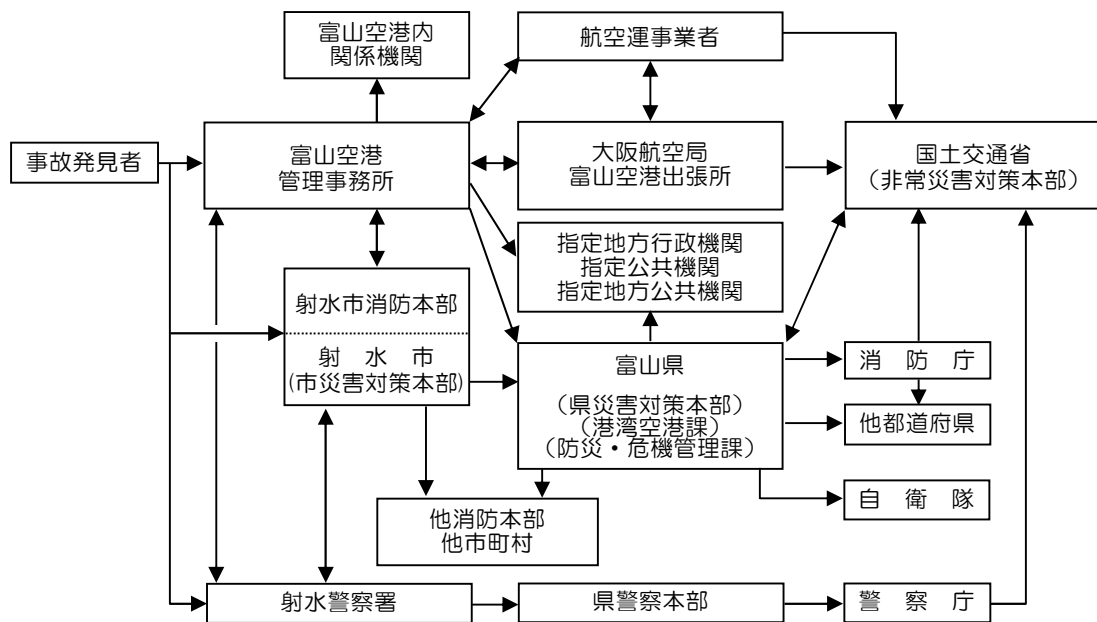 富山空港内
関係機関
航空運事業者
事故発見者
富山空港
管理事務所
大阪航空局
富山空港出張所
国土交通省
（非常災害対策本部）
指定地方行政機関
指定公共機関
指定地方公共機関
射水市消防本部
射　水　市
(市災害対策本部)
富山県
（県災害対策本部）
（港湾空港課）
（防災・危機管理課）
消　防　庁
他都道府県
自　衛　隊
他消防本部
他市町村
射水警察署
県警察本部
警　察　庁